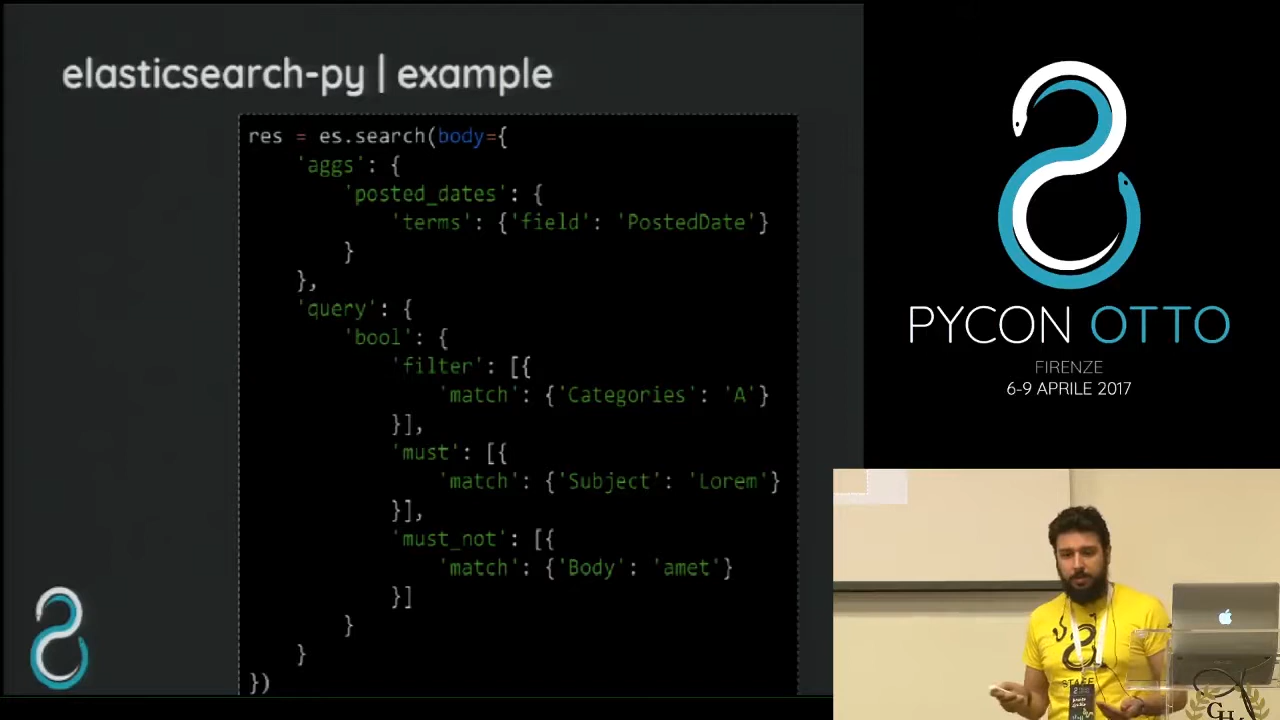 elasticsearch-py | example
res = es.search(body={
    'aggs': {
        'posted_dates': {
            'terms': {'field': 'PostedDate'}
        }
    },
    'query': {
        'bool': {
            'filter': [{
                'match': {'Categories': 'A'}
            }],
            'must': [{
                'match': {'Subject': 'Lorem'}
            }],
            'must_not': [{
                'match': {'Body': 'amet'}
            }]
        }
    }
})
PYCON OTTO
FIRENZE
6-9 APRILE 2017